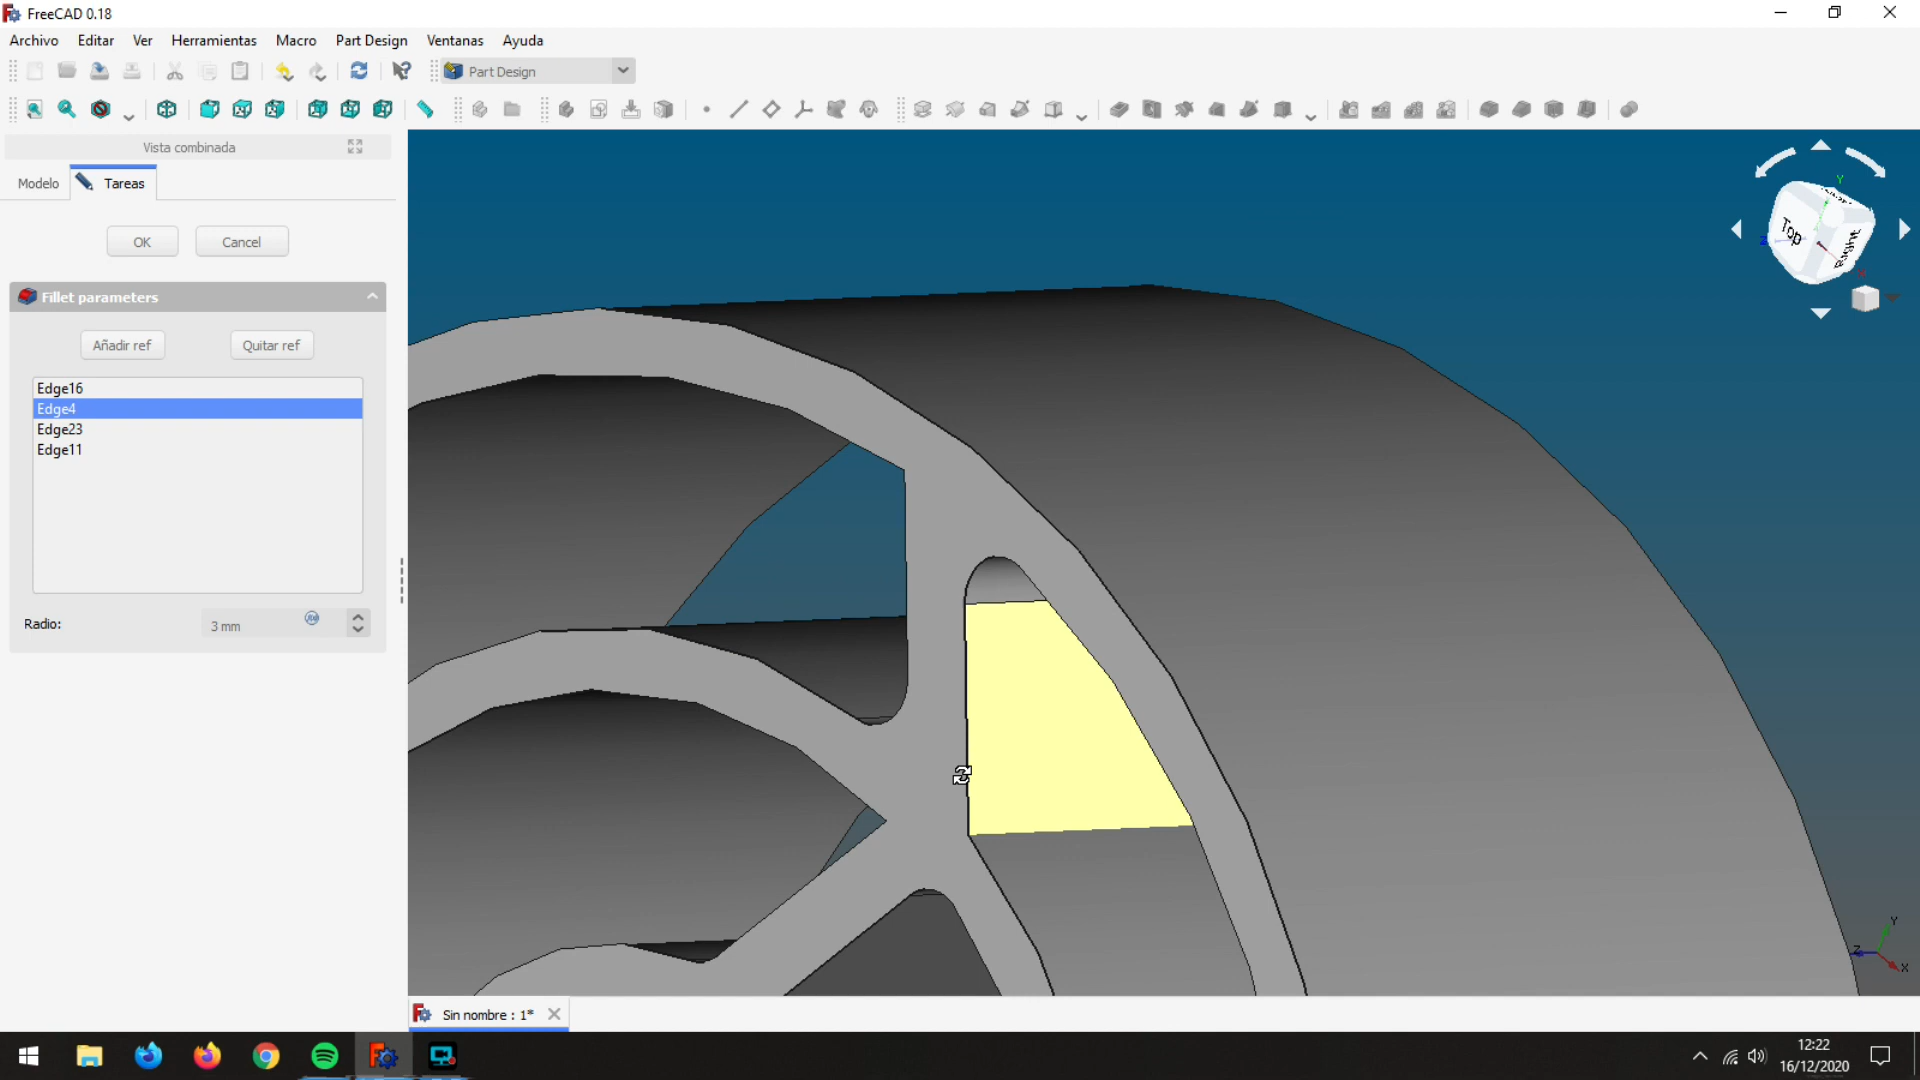 FreeCAD 0.18
Archivo Editar Ver Herramientas Macro Part Design Ventanas Ayuda
Part Design
Vista combinada
Modelo Tareas
OK Cancel
Fillet parameters
Añadir ref Quitar ref
Edge16
Edge4
Edge23
Edge11
Radio: 3 mm
Top
Right
Y
Z
X
Y
Z
X
Sin nombre : 1*
12:22
16/12/2020